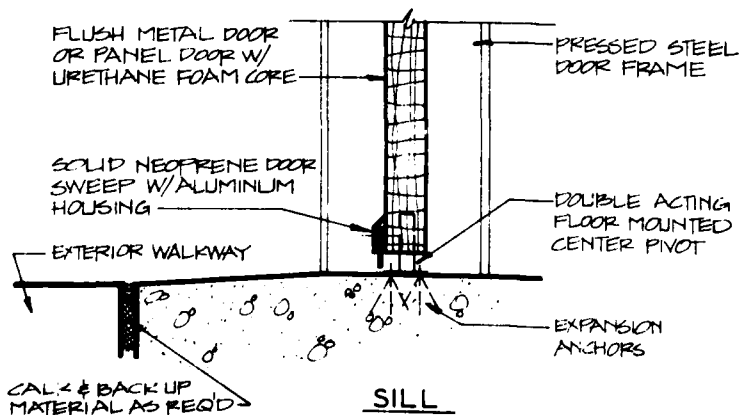 FLUSH METAL DOOR
OR PANEL DOOR W/
URETHANE FOAM CORE
PRESSED STEEL
DOOR FRAME
SOLID NEOPRENE DOOR
SWEEP W/ALUMINUM
HOUSING
DOUBLE ACTING
FLOOR MOUNTED
CENTER PIVOT
EXTERIOR WALKWAY
EXPANSION
ANCHORS
CALK & BACK UP
MATERIAL AS REQ'D
SILL